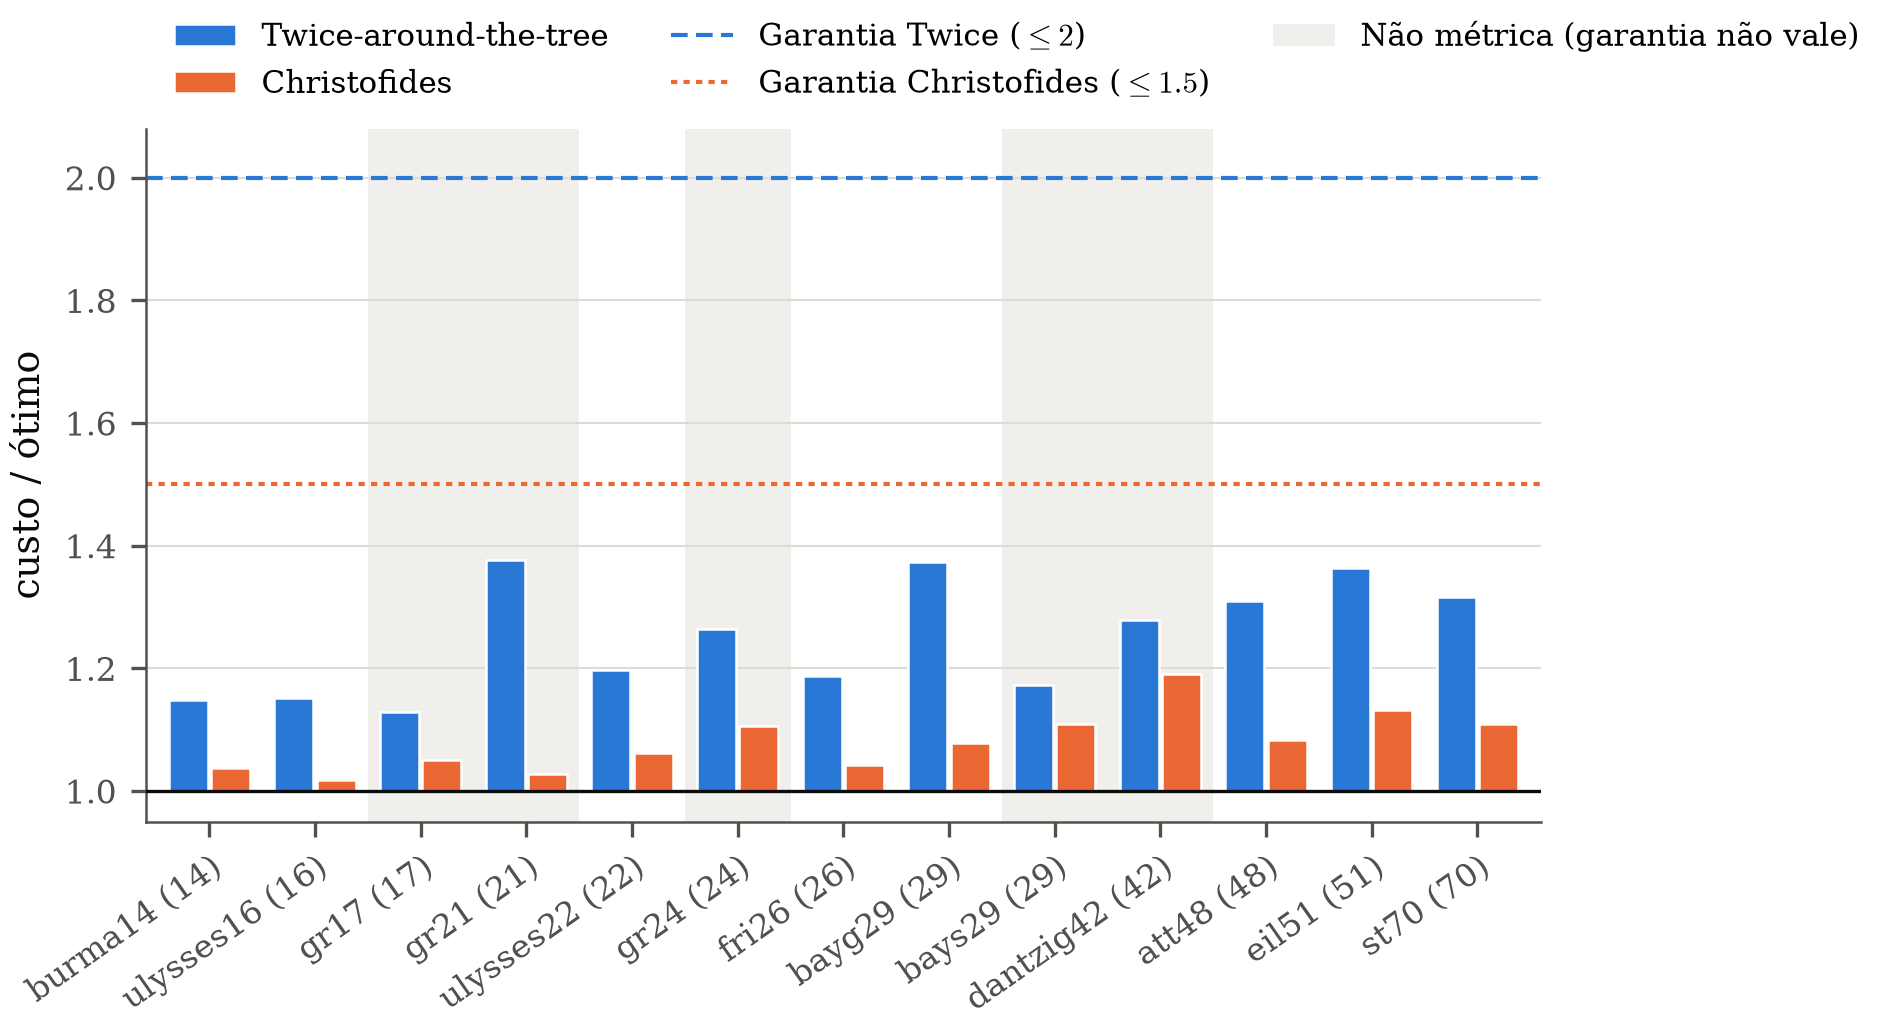 Twice-around-the-tree
Christofides
Garantia Twice (≤2)
Garantia Christofides (≤1.5)
Não métrica (garantia não vale)
custo / ótimo
2.0
1.8
1.6
1.4
1.2
1.0
burma14 (14)
ulysses16 (16)
gr17 (17)
gr21 (21)
ulysses22 (22)
gr24 (24)
fri26 (26)
bayg29 (29)
bays29 (29)
dantzig42 (42)
att48 (48)
eil51 (51)
st70 (70)